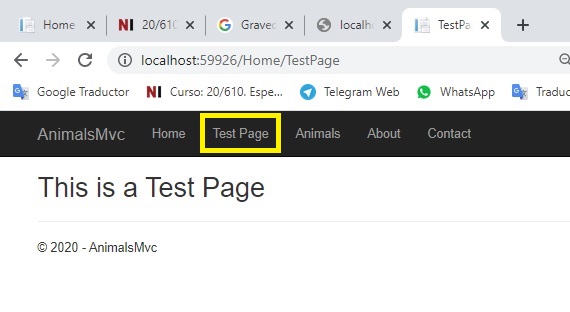 Home
20/610
Graved
localho
TestPa
localhost:59926/Home/TestPage
Google Traductor
Curso: 20/610. Espe...
Telegram Web
WhatsApp
Traduc
AnimalsMvc Home Test Page Animals About Contact
This is a Test Page
© 2020 - AnimalsMvc